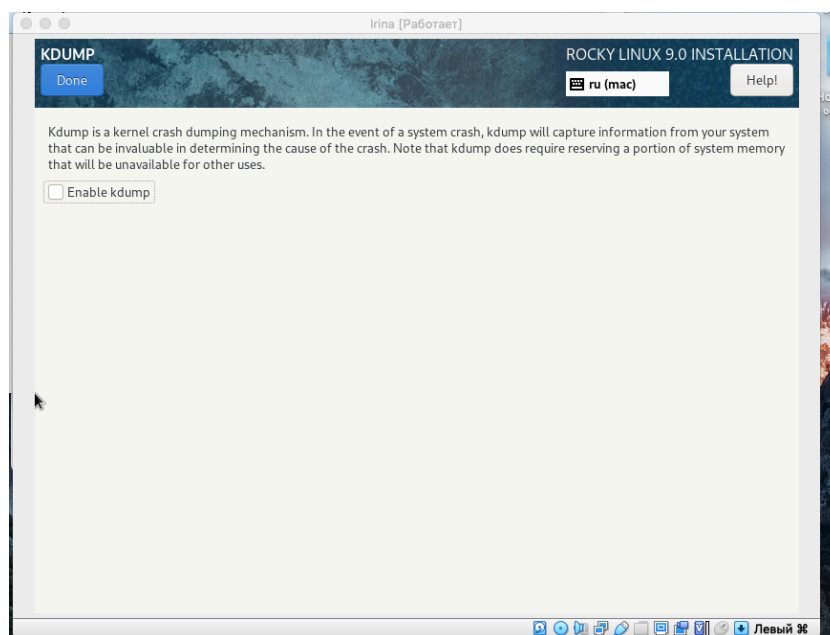 Irina [Работает]
KDUMP
ROCKY LINUX 9.0 INSTALLATION
Done
ru (mac)
Help!
Kdump is a kernel crash dumping mechanism. In the event of a system crash, kdump will capture information from your system
that can be invaluable in determining the cause of the crash. Note that kdump does require reserving a portion of system memory
that will be unavailable for other uses.
Enable kdump
Левый ⌘